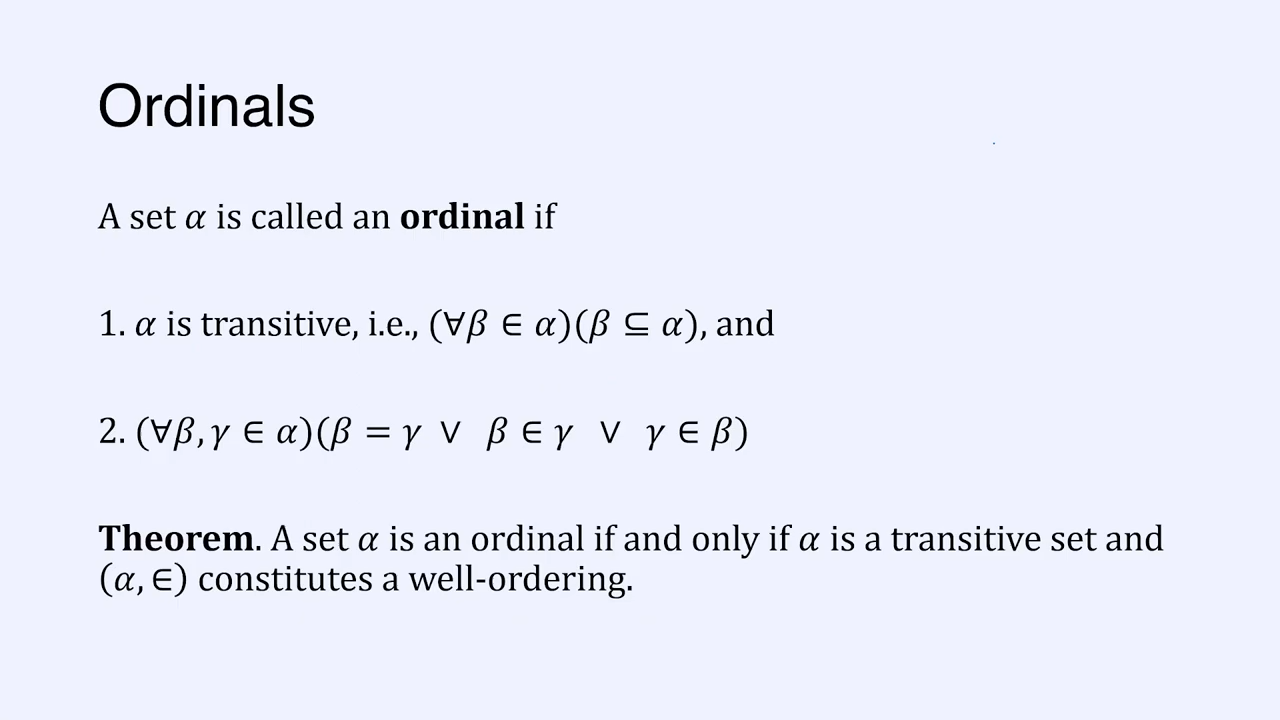 Ordinals
A set 𝛼 is called an ordinal if
1. 𝛼 is transitive, i.e., (∀𝛽 ∈ 𝛼)(𝛽 ⊆ 𝛼), and
2. (∀𝛽, 𝛾 ∈ 𝛼)(𝛽 = 𝛾 ∨ 𝛽 ∈ 𝛾 ∨ 𝛾 ∈ 𝛽)
Theorem. A set 𝛼 is an ordinal if and only if 𝛼 is a transitive set and
(𝛼, ∈) constitutes a well-ordering.